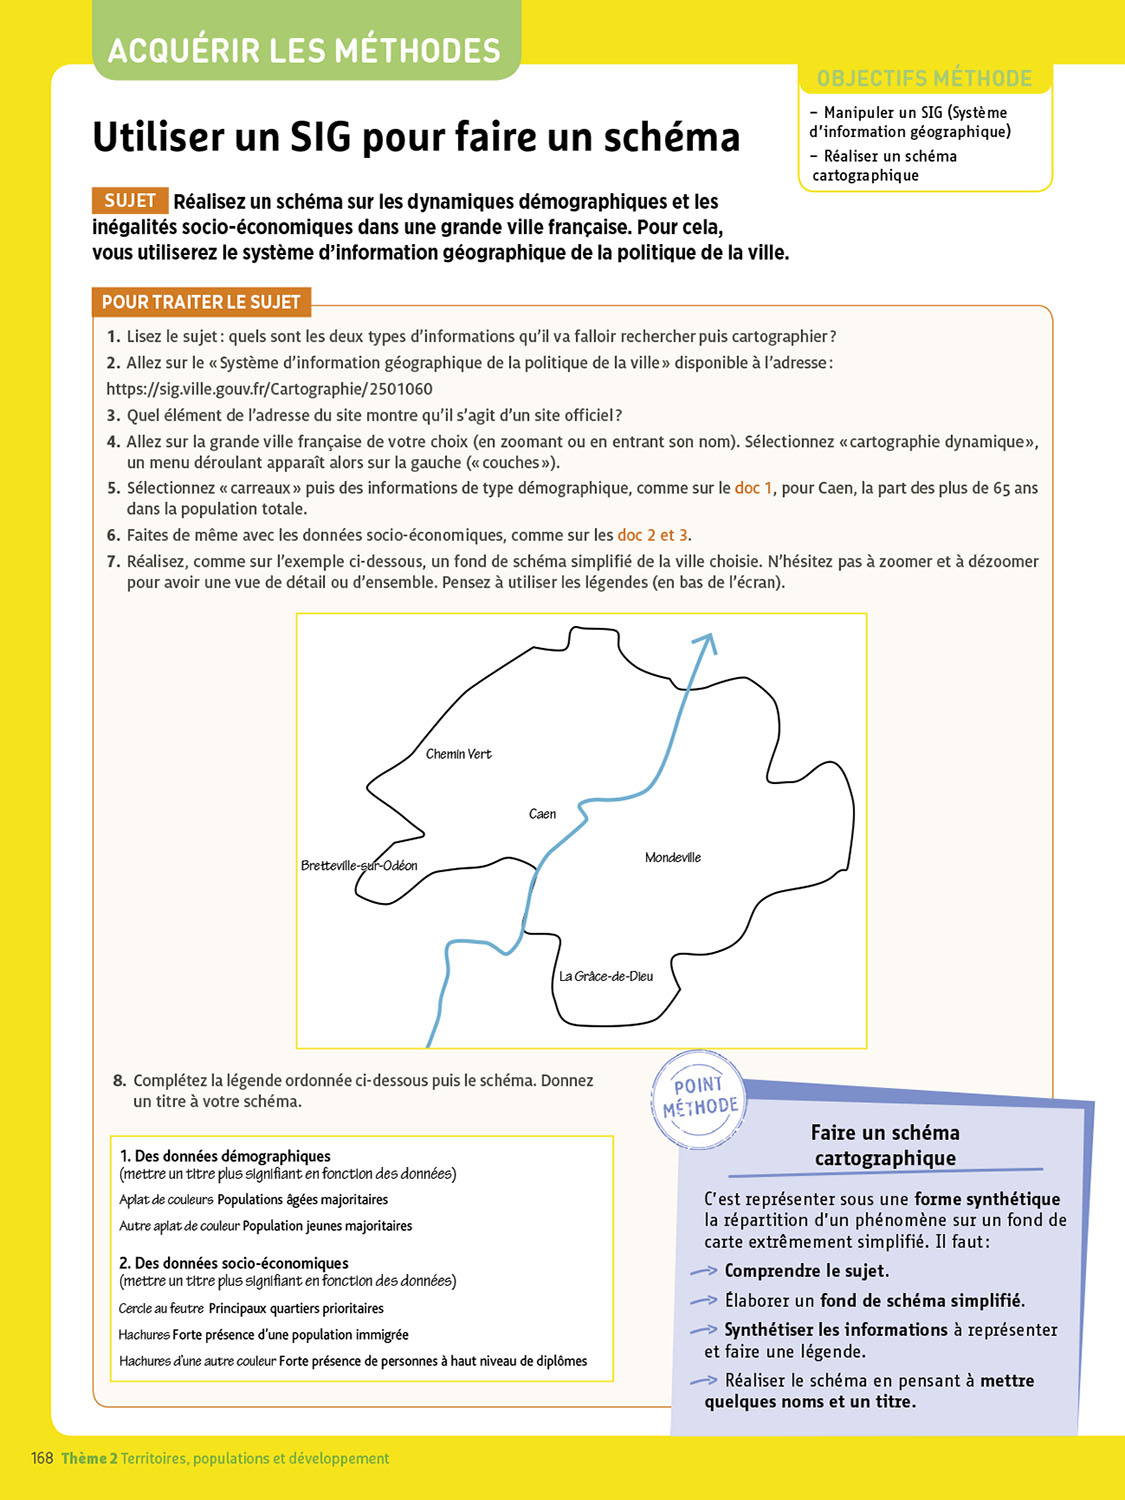 ACQUÉRIR LES MÉTHODES
OBJECTIFS MÉTHODE
– Manipuler un SIG (Système
d'information géographique)
– Réaliser un schéma
cartographique
Utiliser un SIG pour faire un schéma
SUJET Réalisez un schéma sur les dynamiques démographiques et les
inégalités socio-économiques dans une grande ville française. Pour cela,
vous utiliserez le système d'information géographique de la politique de la ville.
POUR TRAITER LE SUJET
1. Lisez le sujet : quels sont les deux types d'informations qu'il va falloir rechercher puis cartographier ?
2. Allez sur le « Système d'information géographique de la politique de la ville » disponible à l'adresse :
https://sig.ville.gouv.fr/Cartographie/2501060
3. Quel élément de l'adresse du site montre qu'il s'agit d'un site officiel ?
4. Allez sur la grande ville française de votre choix (en zoomant ou en entrant son nom). Sélectionnez « cartographie dynamique »,
un menu déroulant apparaît alors sur la gauche (« couches »).
5. Sélectionnez « carreaux » puis des informations de type démographique, comme sur le doc 1, pour Caen, la part des plus de 65 ans
dans la population totale.
6. Faites de même avec les données socio-économiques, comme sur les doc 2 et 3.
7. Réalisez, comme sur l'exemple ci-dessous, un fond de schéma simplifié de la ville choisie. N'hésitez pas à zoomer et à dézoomer
pour avoir une vue de détail ou d'ensemble. Pensez à utiliser les légendes (en bas de l'écran).
Chemin Vert
Caen
Mondeville
Bretteville-sur-Odéon
La Grâce-de-Dieu
8. Complétez la légende ordonnée ci-dessous puis le schéma. Donnez
un titre à votre schéma.
1. Des données démographiques
(mettre un titre plus signifiant en fonction des données)
Aplat de couleurs Populations âgées majoritaires
Autre aplat de couleur Population jeunes majoritaires
2. Des données socio-économiques
(mettre un titre plus signifiant en fonction des données)
Cercle au feutre Principaux quartiers prioritaires
Hachures Forte présence d'une population immigrée
Hachures d'une autre couleur Forte présence de personnes à haut niveau de diplômes
POINT
MÉTHODE
Faire un schéma
cartographique
C'est représenter sous une forme synthétique
la répartition d'un phénomène sur un fond de
carte extrêmement simplifié. Il faut :
Comprendre le sujet.
Élaborer un fond de schéma simplifié.
Synthétiser les informations à représenter
et faire une légende.
Réaliser le schéma en pensant à mettre
quelques noms et un titre.
168 Thème 2 Territoires, populations et développement